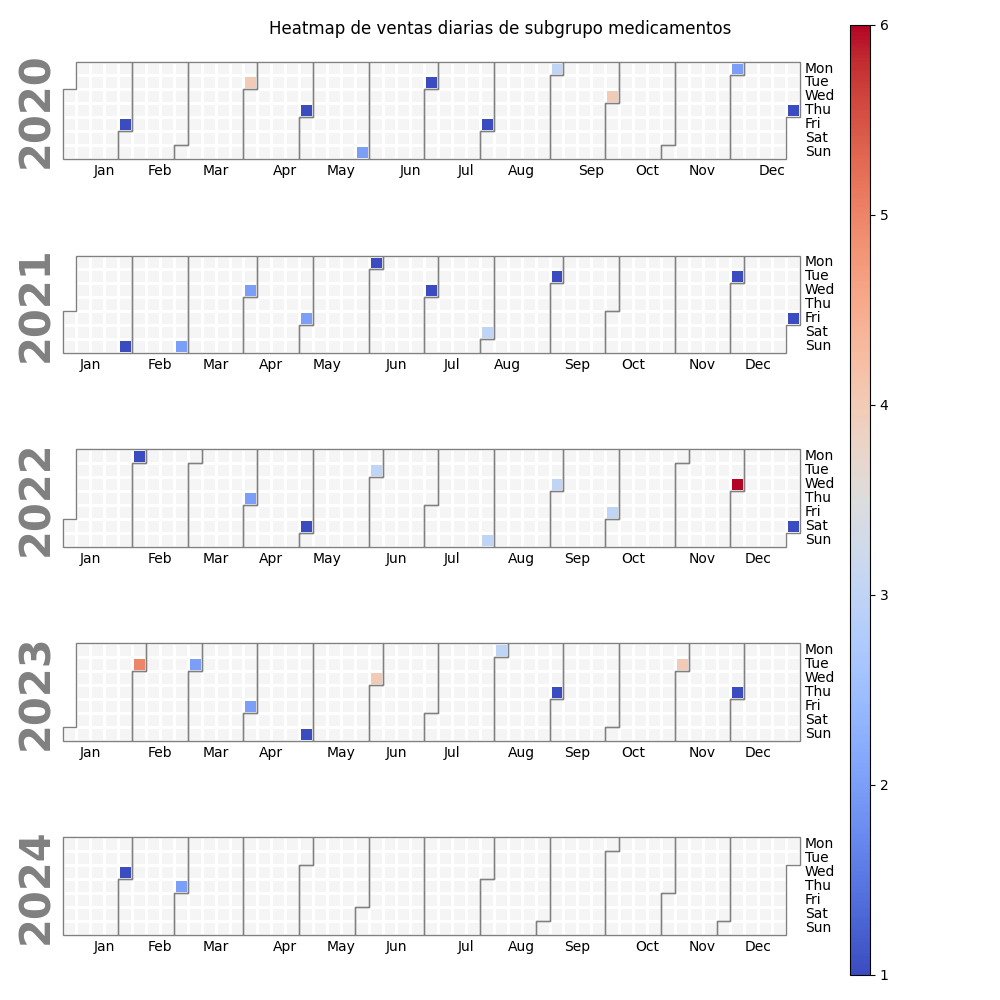 Heatmap de ventas diarias de subgrupo medicamentos
2020
Mon
Tue
Wed
Thu
Fri
Sat
Sun
Jan Feb Mar Apr May Jun Jul Aug Sep Oct Nov Dec
2021
Mon
Tue
Wed
Thu
Fri
Sat
Sun
Jan Feb Mar Apr May Jun Jul Aug Sep Oct Nov Dec
2022
Mon
Tue
Wed
Thu
Fri
Sat
Sun
Jan Feb Mar Apr May Jun Jul Aug Sep Oct Nov Dec
2023
Mon
Tue
Wed
Thu
Fri
Sat
Sun
Jan Feb Mar Apr May Jun Jul Aug Sep Oct Nov Dec
2024
Mon
Tue
Wed
Thu
Fri
Sat
Sun
Jan Feb Mar Apr May Jun Jul Aug Sep Oct Nov Dec
6
5
4
3
2
1